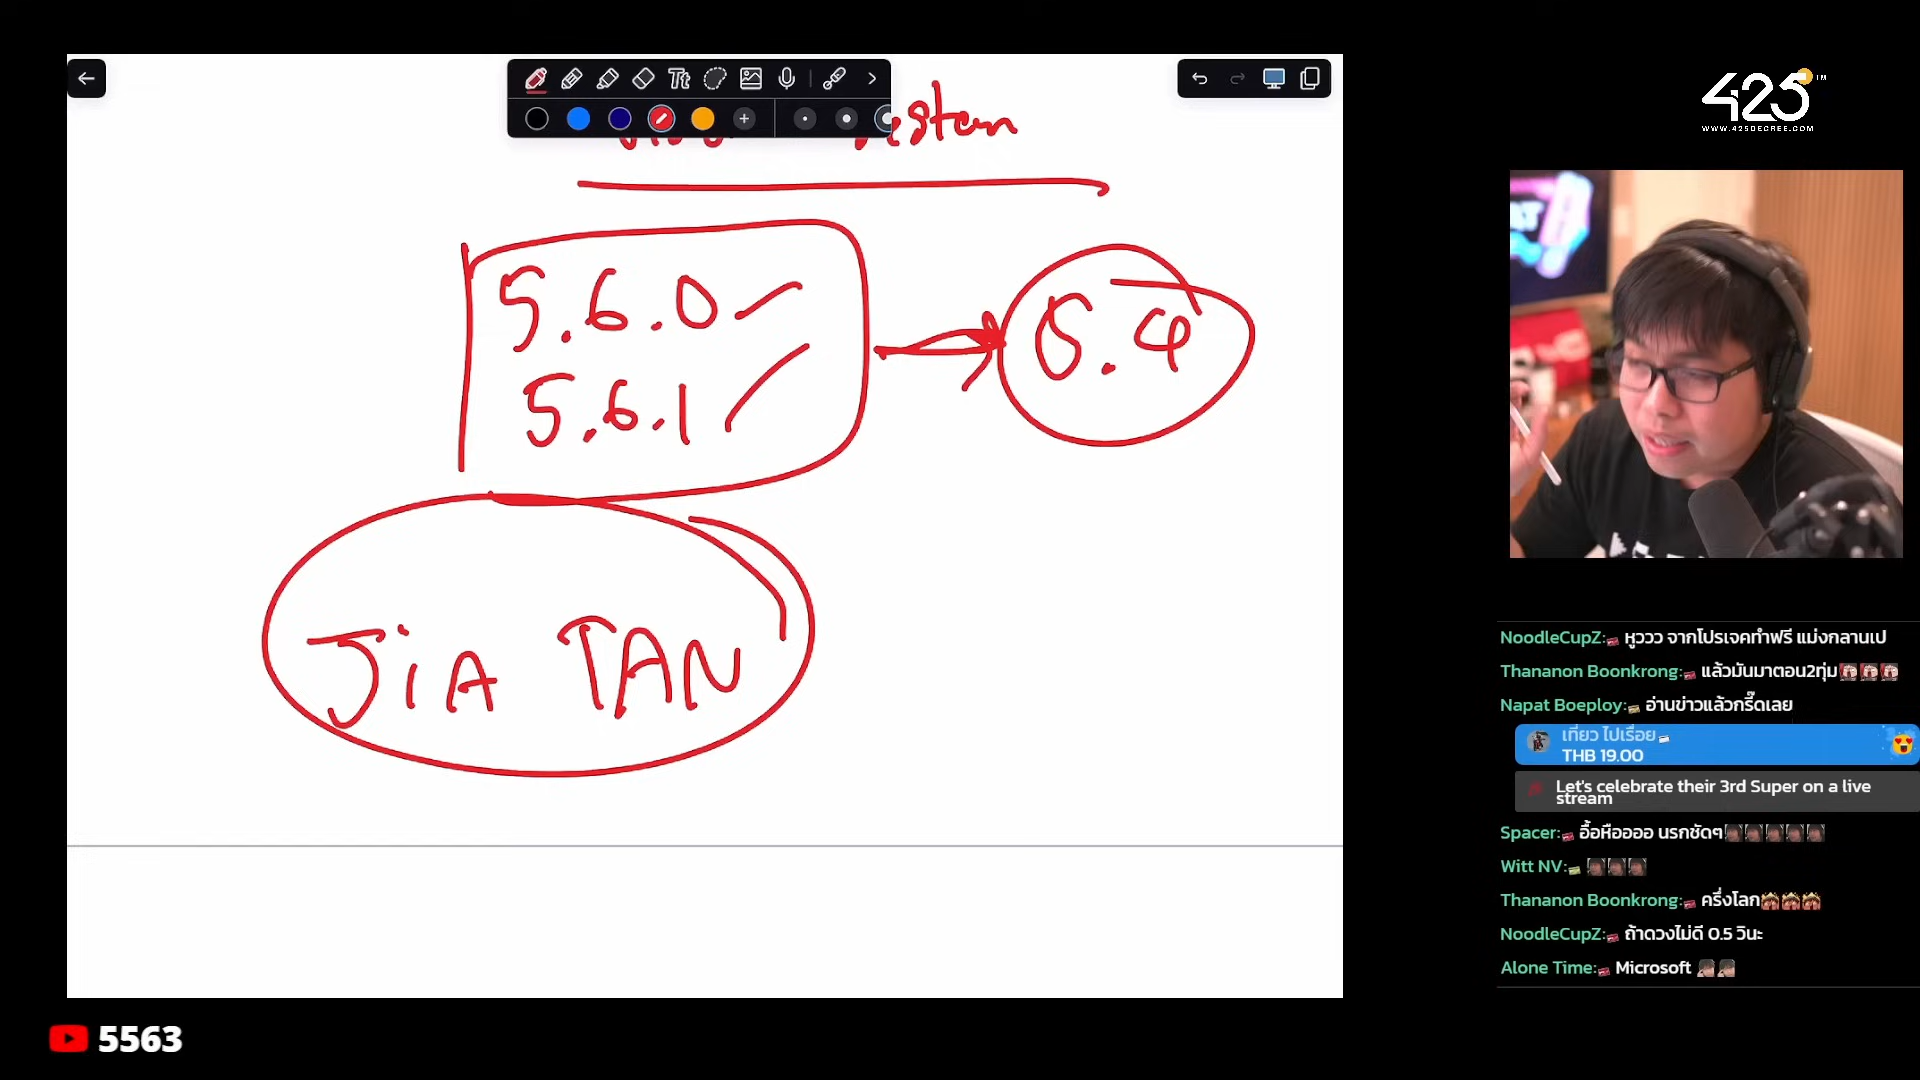 425
TM
WWW.425DEGREE.COM
Tt
5.6.0
5.6.1
5.4
JiA TAN
NoodleCupZ: หูววว จากโปรเจคทำฟรี แม่งกลานเป
Thananon Boonkrong: แล้วมันมาตอน2ทุ่ม
Napat Boeploy: อ่านข่าวแล้วกรี๊ดเลย
เที่ยว ไปเรื่อย
THB 19.00
Let's celebrate their 3rd Super on a live
stream
Spacer: อื้อหืออออ นรกชัดๆ
Witt NV:
Thananon Boonkrong: ครึ่งโลก
NoodleCupZ: ถ้าดวงไม่ดี 0.5 วินะ
Alone Time: Microsoft
5563